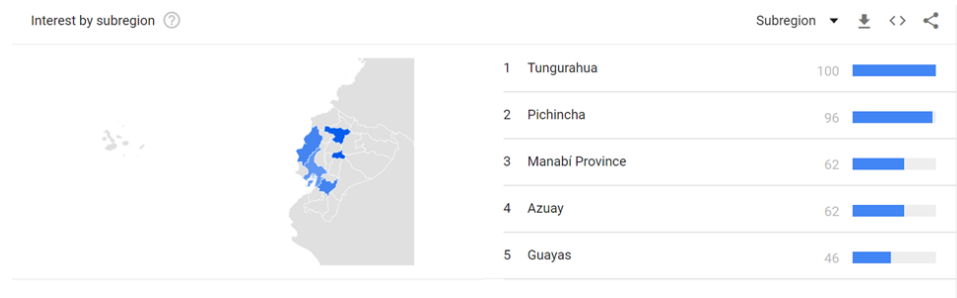 Interest by subregion ?
Subregion
1 Tungurahua 100
2 Pichincha 96
3 Manabí Province 62
4 Azuay 62
5 Guayas 46